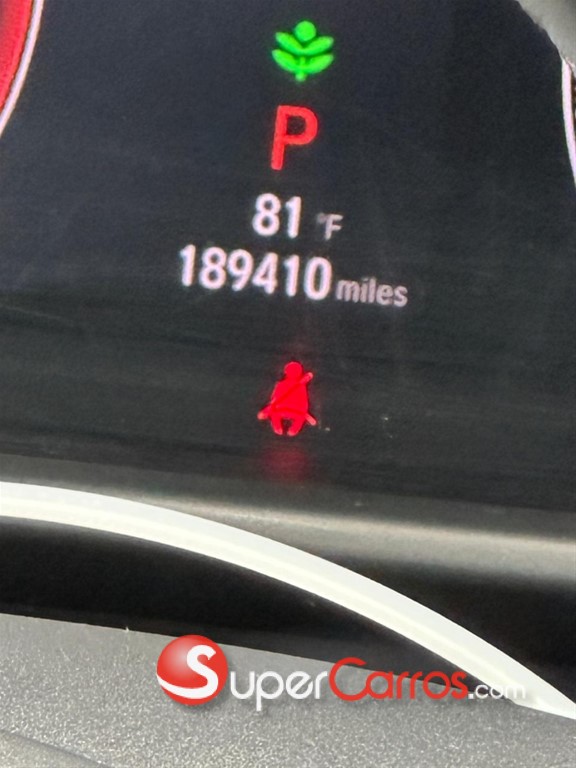 P
81 °F
189410 miles
SuperCarros.com